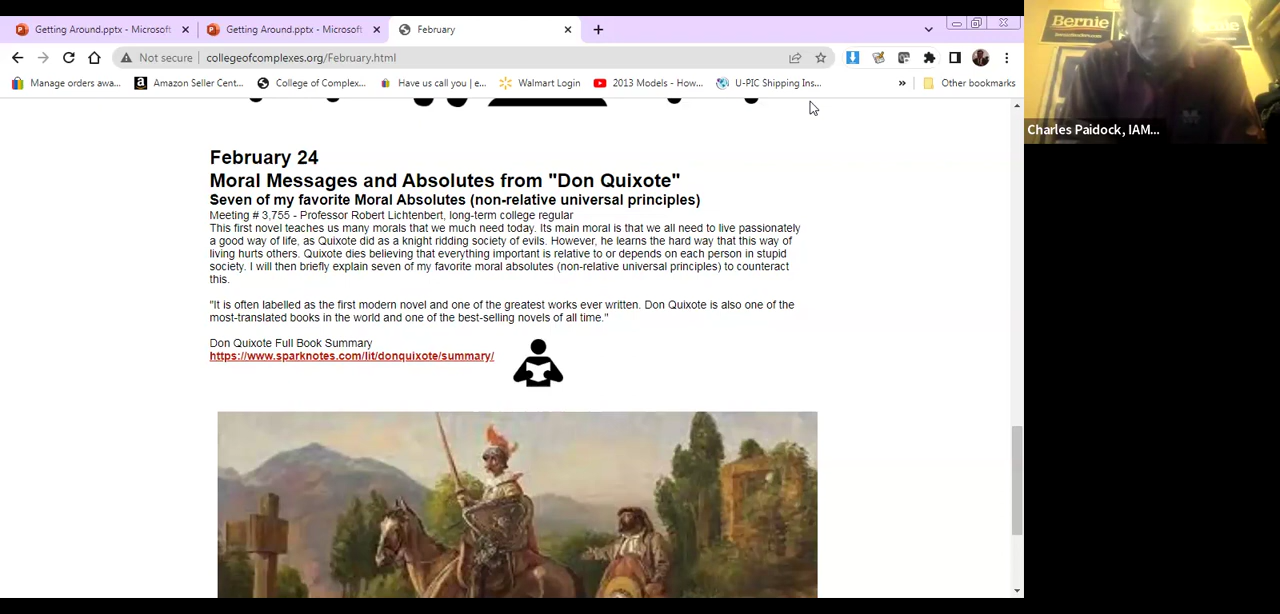 Getting Around.pptx - Microsoft
Getting Around.pptx - Microsoft
February
Not secure
collegeofcomplexes.org/February.html
Manage orders awa...
Amazon Seller Cent...
College of Complex...
Have us call you | e...
Walmart Login
2013 Models - How...
U-PIC Shipping Ins...
»
Other bookmarks
Bernie
Charles Paidock, IAM...
February 24
Moral Messages and Absolutes from "Don Quixote"
Seven of my favorite Moral Absolutes (non-relative universal principles)
Meeting # 3,755 - Professor Robert Lichtenbert, long-term college regular
This first novel teaches us many morals that we much need today. Its main moral is that we all need to live passionately
a good way of life, as Quixote did as a knight ridding society of evils. However, he learns the hard way that this way of
living hurts others. Quixote dies believing that everything important is relative to or depends on each person in stupid
society. I will then briefly explain seven of my favorite moral absolutes (non-relative universal principles) to counteract
this.
"It is often labelled as the first modern novel and one of the greatest works ever written. Don Quixote is also one of the
most-translated books in the world and one of the best-selling novels of all time."
Don Quixote Full Book Summary
https://www.sparknotes.com/lit/donquixote/summary/